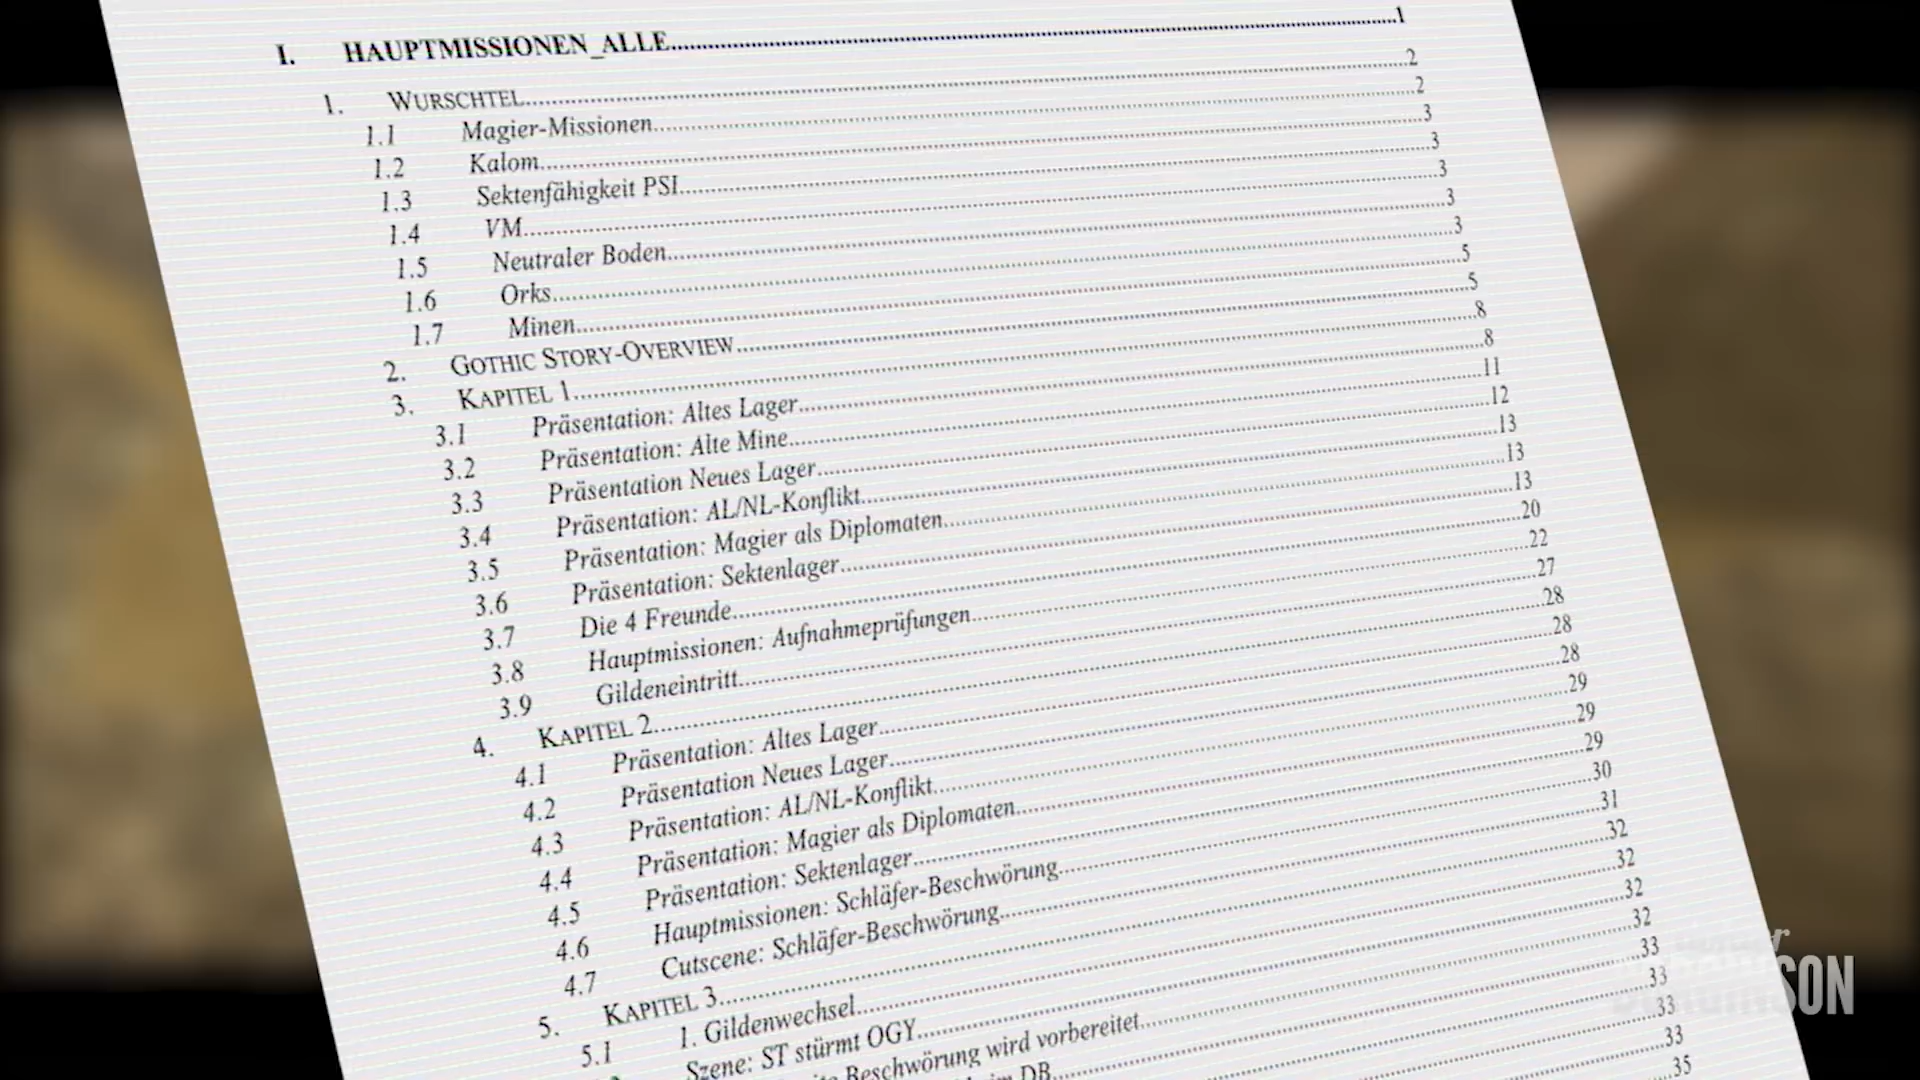 I. HAUPTMISSIONEN_ALLE 1
1. WURSCHTEL 2
1.1 Magier-Missionen 2
1.2 Kalom 3
1.3 Sektenfähigkeit PSI 3
1.4 VM 3
1.5 Neutraler Boden 3
1.6 Orks 3
1.7 Minen 5
2. GOTHIC STORY-OVERVIEW 5
3. KAPITEL 1 8
3.1 Präsentation: Altes Lager 8
3.2 Präsentation: Alte Mine 11
3.3 Präsentation Neues Lager 12
3.4 Präsentation: AL/NL-Konflikt 13
3.5 Präsentation: Magier als Diplomaten 13
3.6 Präsentation: Sektenlager 13
3.7 Die 4 Freunde 20
3.8 Hauptmissionen: Aufnahmeprüfungen 22
3.9 Gildeneintritt 27
4. KAPITEL 2 28
4.1 Präsentation: Altes Lager 28
4.2 Präsentation Neues Lager 28
4.3 Präsentation: AL/NL-Konflikt 29
4.4 Präsentation: Magier als Diplomaten 29
4.5 Präsentation: Sektenlager 29
4.6 Hauptmissionen: Schläfer-Beschwörung 30
4.7 Cutscene: Schläfer-Beschwörung 31
5. KAPITEL 3 32
5.1 1. Gildenwechsel 32
Szene: ST stürmt OGY 32
Beschwörung wird vorbereitet 32
DB 33
33
33
33
35